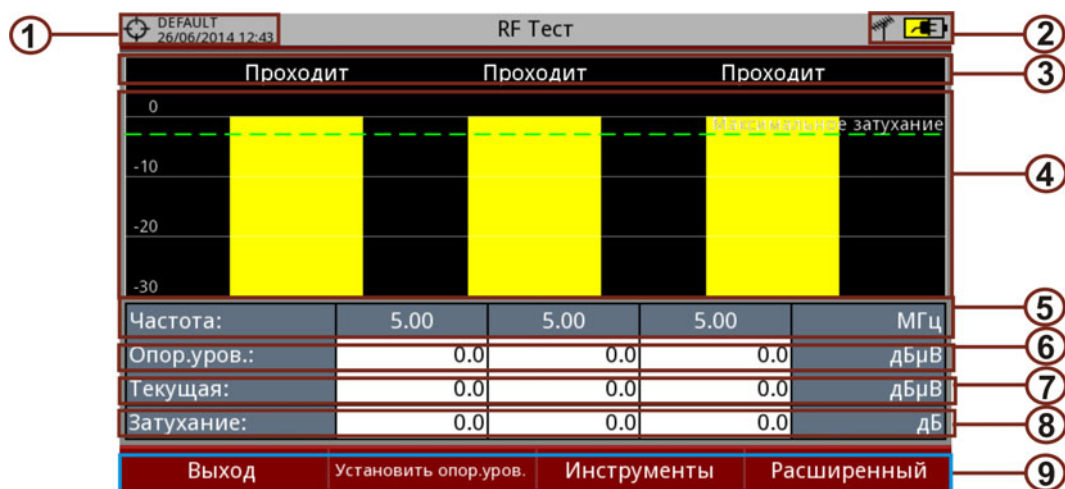 DEFAULT
26/06/2014 12:43
RF Тест
1
2
3
Проходит Проходит Проходит
0
Максимальное затухание
-10
4
-20
-30
Частота: 5.00 5.00 5.00 МГц
5
Опор.уров.: 0.0 0.0 0.0 дБμВ
6
Текущая: 0.0 0.0 0.0 дБμВ
7
Затухание: 0.0 0.0 0.0 дБ
8
Выход Установить опор.уров. Инструменты Расширенный
9